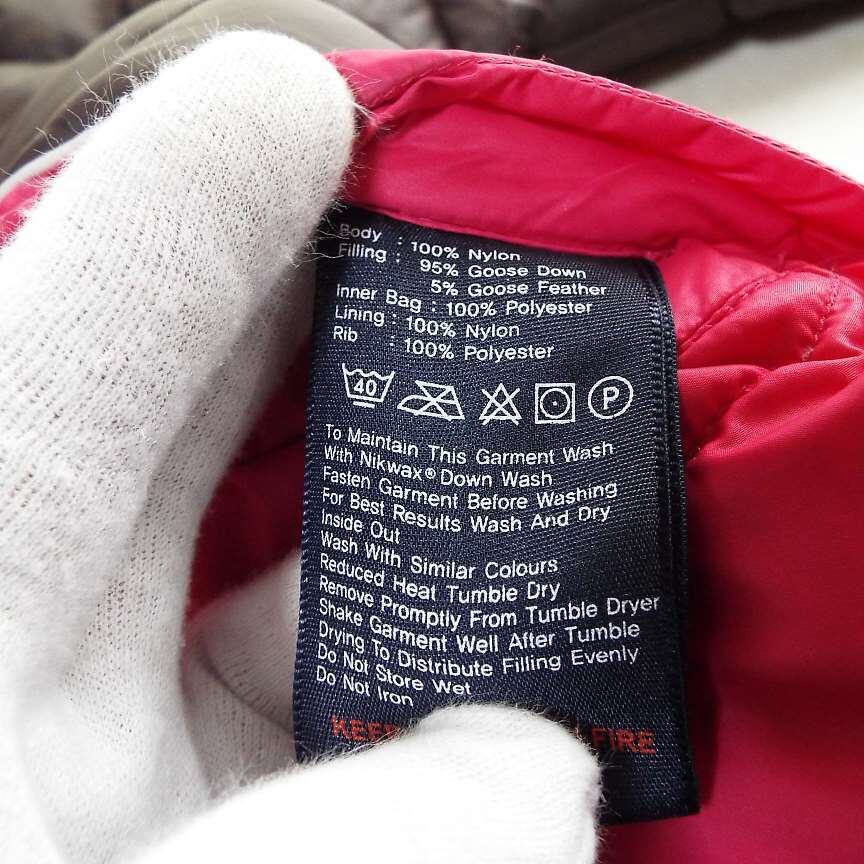 Body : 100% Nylon
Filling : 95% Goose Down
5% Goose Feather
Inner Bag : 100% Polyester
Lining : 100% Nylon
Rib : 100% Polyester
40 P
To Maintain This Garment Wash
With Nikwax® Down Wash
Fasten Garment Before Washing
For Best Results Wash And Dry
Inside Out
Wash With Similar Colours
Reduced Heat Tumble Dry
Remove Promptly From Tumble Dryer
Shake Garment Well After Tumble
Drying To Distribute Filling Evenly
Do Not Store Wet
Do Not Iron
KEEP FIRE